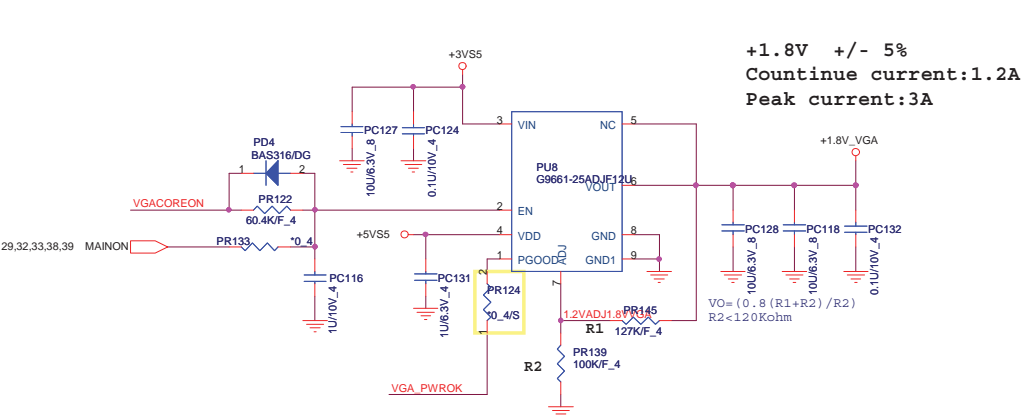 +1.8V +/- 5%
Countinue current:1.2A
Peak current:3A
+3VS5
+1.8V_VGA
PC127
10U/6.3V_8
PC124
0.1U/10V_4
3
VIN
NC
5
PU8
G9661-25ADJF12U
VOUT
6
PD4
BAS316/DG
1
2
VGACOREON
PR122
60.4K/F_4
2
EN
29,32,33,38,39 MAINON
PR133
*0_4
+5VS5
4
VDD
GND
8
1
PGOOD
ADJ
GND1
9
7
PC116
1U/10V_4
PC131
1U/6.3V_4
2
PR124
*0_4/S
1
PC128
10U/6.3V_8
PC118
10U/6.3V_8
PC132
0.1U/10V_4
VO=(0.8(R1+R2)/R2)
R2<120Kohm
1.2VADJ1.8VVGA
PR145
127K/F_4
R1
R2
PR139
100K/F_4
VGA_PWROK